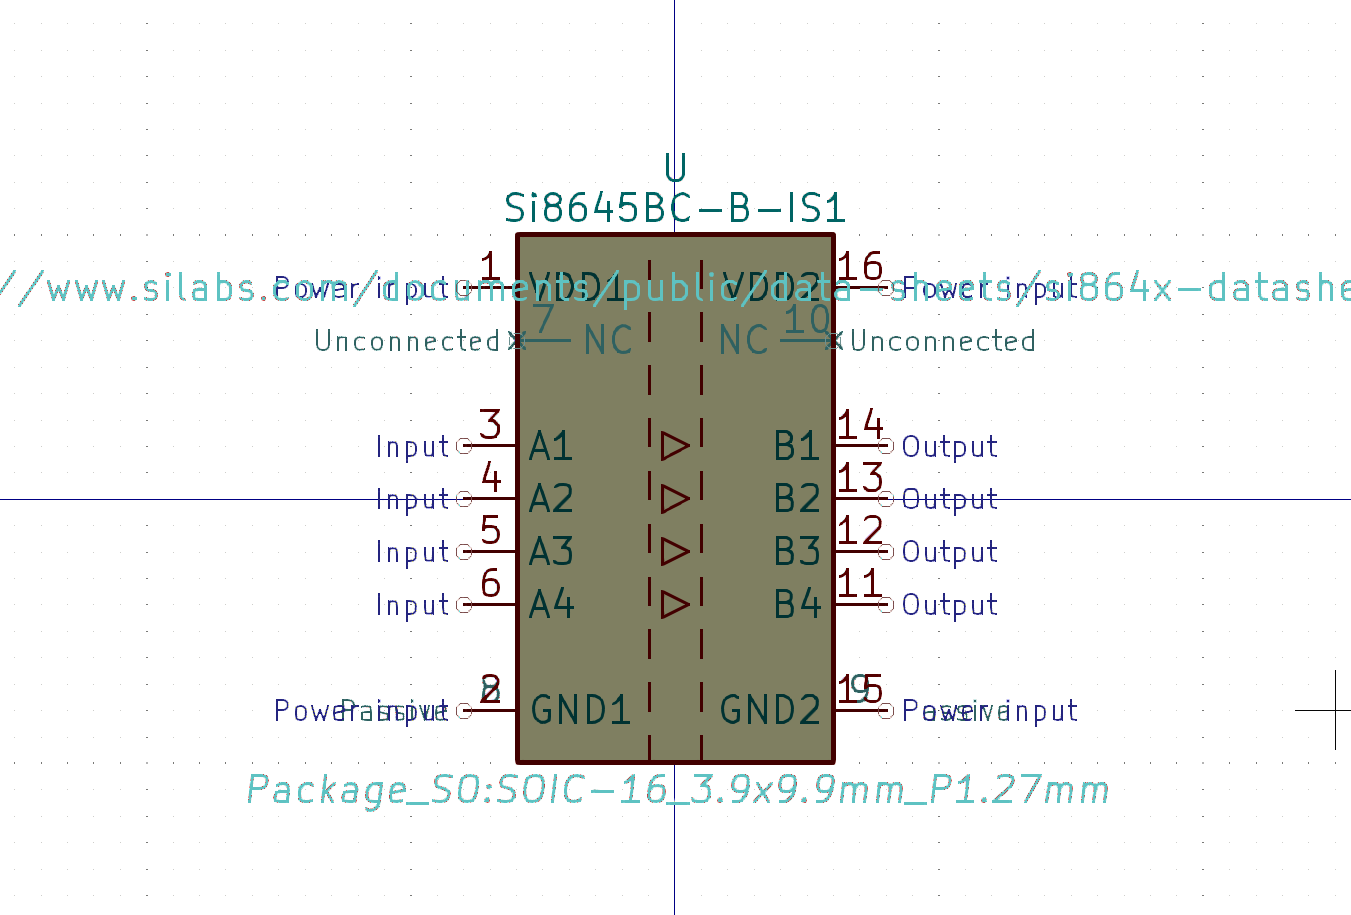 U
Si8645BC-B-IS1
1 16
Power input VDD1 VDD2 Power input
//www.silabs.com/documents/public/data-sheets/si864x-datashe
7 10
Unconnected NC NC Unconnected
3 14
Input A1 B1 Output
4 13
Input A2 B2 Output
5 12
Input A3 B3 Output
6 11
Input A4 B4 Output
2 8 15 9
Power input Passive GND1 GND2 Power input Passive
Package_SO:SOIC-16_3.9x9.9mm_P1.27mm